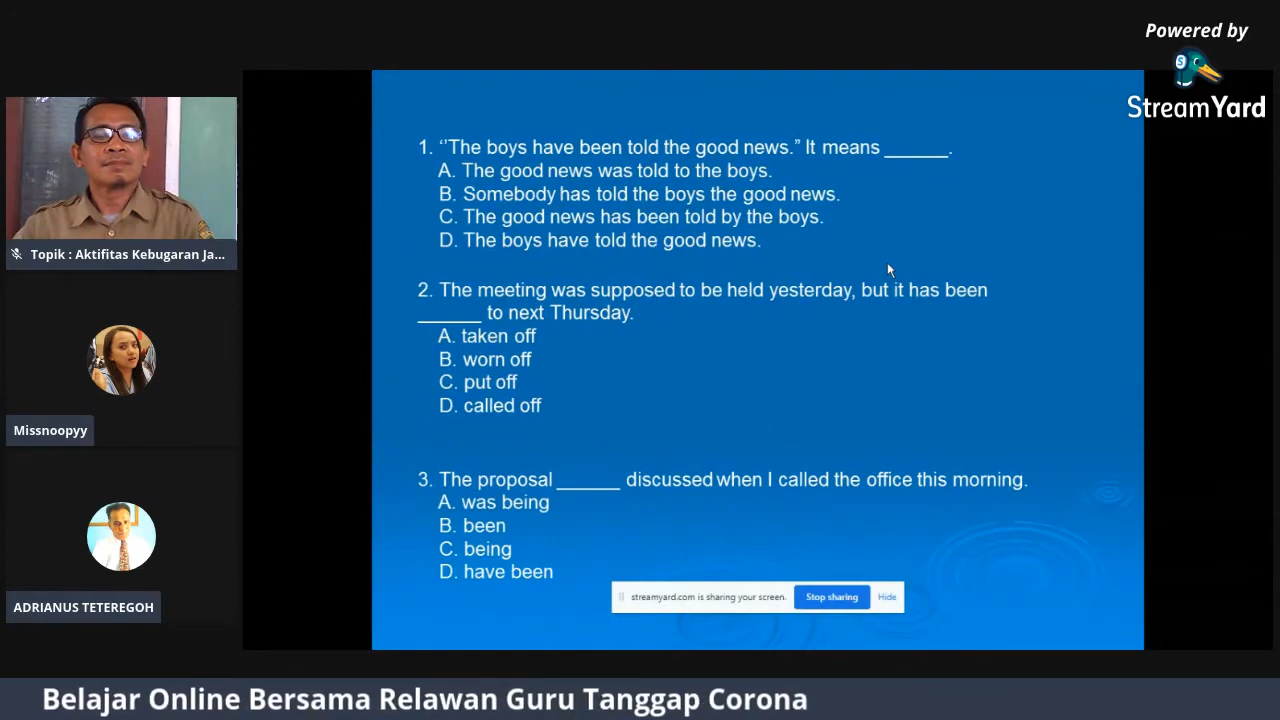 Powered by
StreamYard
1. ‘’The boys have been told the good news.” It means ______.
A. The good news was told to the boys.
B. Somebody has told the boys the good news.
C. The good news has been told by the boys.
D. The boys have told the good news.
2. The meeting was supposed to be held yesterday, but it has been
______ to next Thursday.
A. taken off
B. worn off
C. put off
D. called off
3. The proposal ______ discussed when I called the office this morning.
A. was being
B. been
C. being
D. have been
streamyard.com is sharing your screen. Stop sharing Hide
Topik : Aktifitas Kebugaran Ja...
Missnoopyy
ADRIANUS TETEREGOH
Belajar Online Bersama Relawan Guru Tanggap Corona